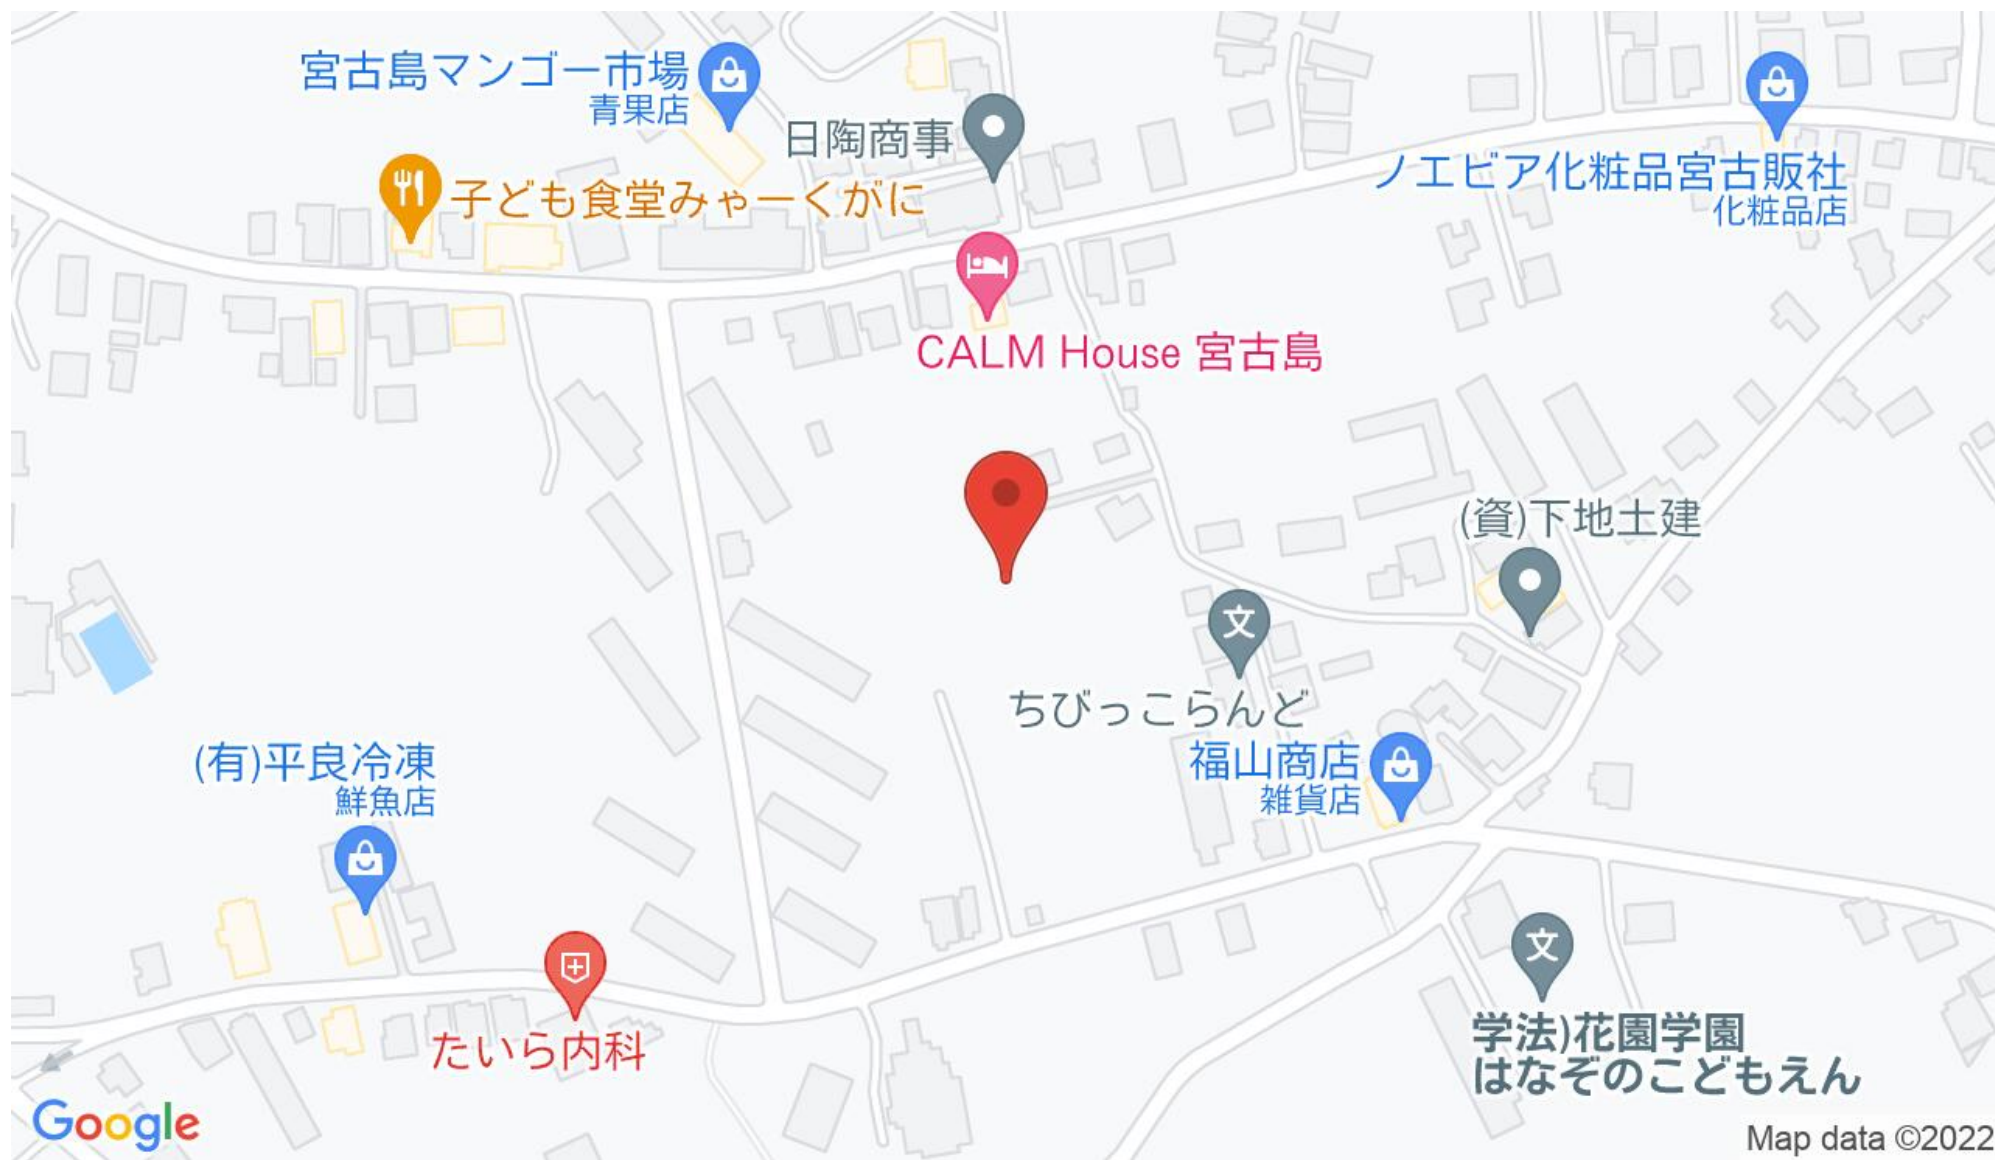 宮古島マンゴー市場
青果店
日陶商事
子ども食堂みゃーくがに
ノエビア化粧品宮古販社
化粧品店
CALM House 宮古島
(資)下地土建
文
ちびっこらんど
福山商店
雑貨店
(有)平良冷凍
鮮魚店
たいら内科
文
学法)花園学園
はなぞのこどもえん
Google
Map data ©2022